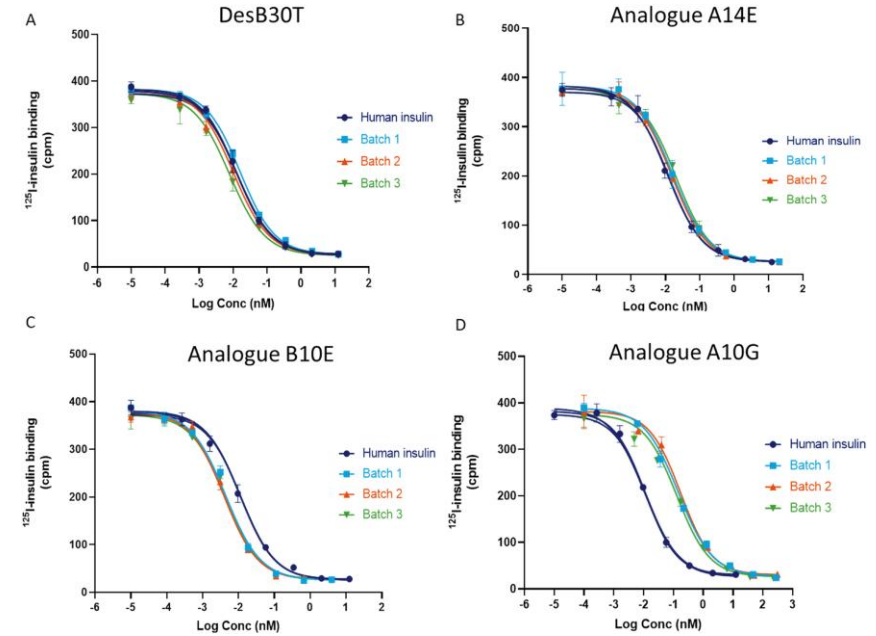 A
DesB30T
¹²⁵I-insulin binding
(cpm)
500
400
300
200
100
0
-6 -5 -4 -3 -2 -1 0 1 2
Log Conc (nM)
Human insulin
Batch 1
Batch 2
Batch 3
B
Analogue A14E
¹²⁵I-insulin binding
(cpm)
500
400
300
200
100
0
-6 -5 -4 -3 -2 -1 0 1 2
Log Conc (nM)
Human insulin
Batch 1
Batch 2
Batch 3
C
Analogue B10E
¹²⁵I-insulin binding
(cpm)
500
400
300
200
100
0
-6 -5 -4 -3 -2 -1 0 1 2
Log Conc (nM)
Human insulin
Batch 1
Batch 2
Batch 3
D
Analogue A10G
¹²⁵I-insulin binding
(cpm)
500
400
300
200
100
0
-6 -5 -4 -3 -2 -1 0 1 2 3
Log Conc (nM)
Human insulin
Batch 1
Batch 2
Batch 3